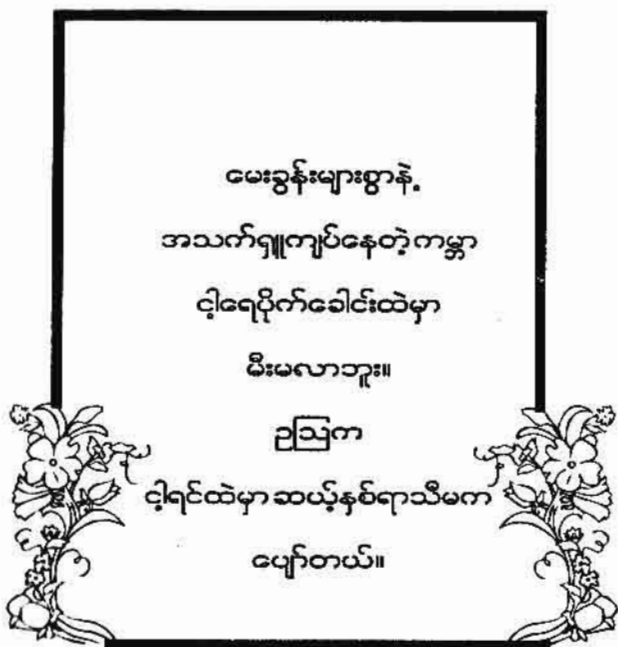 မေးခွန်းများစွာနဲ့
အသက်ရှူကျပ်နေတဲ့ကမ္ဘာ
ငါ့ရေပိုက်ခေါင်းထဲမှာ
မီးမလာဘူး။
ဥဩက
ငါ့ရင်ထဲမှာ ဆယ့်နှစ်ရာသီမက
ပျော်တယ်။